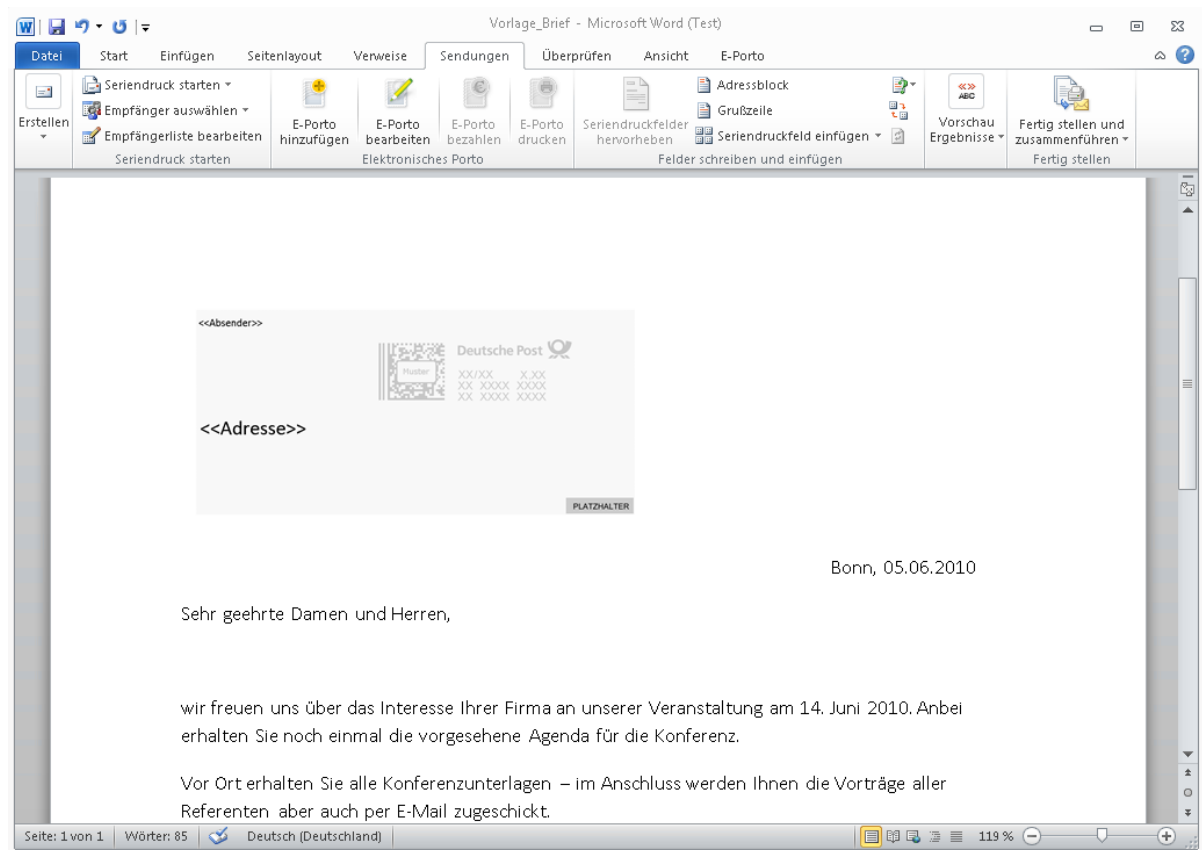 Vorlage_Brief - Microsoft Word (Test)
Datei Start Einfügen Seitenlayout Verweise Sendungen Überprüfen Ansicht E-Porto
Erstellen
Seriendruck starten
Empfänger auswählen
Empfängerliste bearbeiten
Seriendruck starten
E-Porto hinzufügen
E-Porto bearbeiten
E-Porto bezahlen
E-Porto drucken
Elektronisches Porto
Seriendruckfelder hervorheben
Adressblock
Grußzeile
Seriendruckfeld einfügen
Felder schreiben und einfügen
«»
ABC
Vorschau Ergebnisse
Fertig stellen und zusammenführen
Fertig stellen
<<Absender>>
Muster
Deutsche Post
XX/XX X.XX
XX XXXX XXXX
XX XXXX XXXX
<<Adresse>>
PLATZHALTER
Bonn, 05.06.2010
Sehr geehrte Damen und Herren,
wir freuen uns über das Interesse Ihrer Firma an unserer Veranstaltung am 14. Juni 2010. Anbei
erhalten Sie noch einmal die vorgesehene Agenda für die Konferenz.
Vor Ort erhalten Sie alle Konferenzunterlagen – im Anschluss werden Ihnen die Vorträge aller
Referenten aber auch per E-Mail zugeschickt.
Seite: 1 von 1 Wörter: 85 Deutsch (Deutschland) 119 %